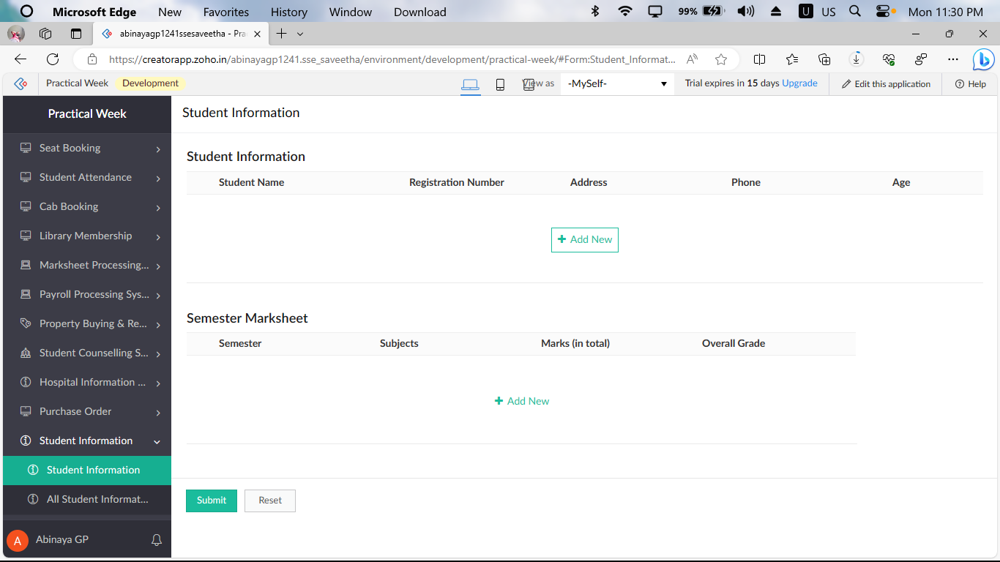 Microsoft Edge New Favorites History Window Download 99% U US Mon 11:30 PM
abinayagp1241ssesaveetha - Pra
https://creatorapp.zoho.in/abinayagp1241.sse_saveetha/environment/development/practical-week/#Form:Student_Informat...
Practical Week Development View as -MySelf- Trial expires in 15 days Upgrade Edit this application Help
Practical Week
Student Information
Seat Booking
Student Attendance
Cab Booking
Library Membership
Marksheet Processing...
Payroll Processing Sys...
Property Buying & Re...
Student Counselling S...
Hospital Information ...
Purchase Order
Student Information
Student Information
All Student Informat...
A Abinaya GP
Student Information
Student Name Registration Number Address Phone Age
+ Add New
Semester Marksheet
Semester Subjects Marks (in total) Overall Grade
+ Add New
Submit Reset